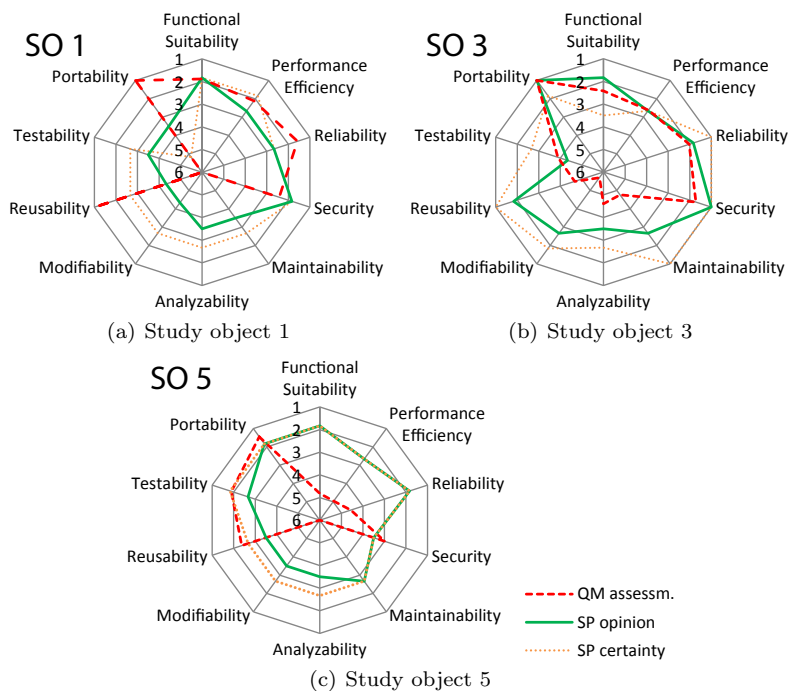 SO 1
Functional
Suitability
Performance
Efficiency
Reliability
Security
Maintainability
Analyzability
Modifiability
Reusability
Testability
Portability
1
2
3
4
5
6
(a) Study object 1
SO 3
Functional
Suitability
Performance
Efficiency
Reliability
Security
Maintainability
Analyzability
Modifiability
Reusability
Testability
Portability
1
2
3
4
5
6
(b) Study object 3
SO 5
Functional
Suitability
Performance
Efficiency
Reliability
Security
Maintainability
Analyzability
Modifiability
Reusability
Testability
Portability
1
2
3
4
5
6
QM assessm.
SP opinion
SP certainty
(c) Study object 5